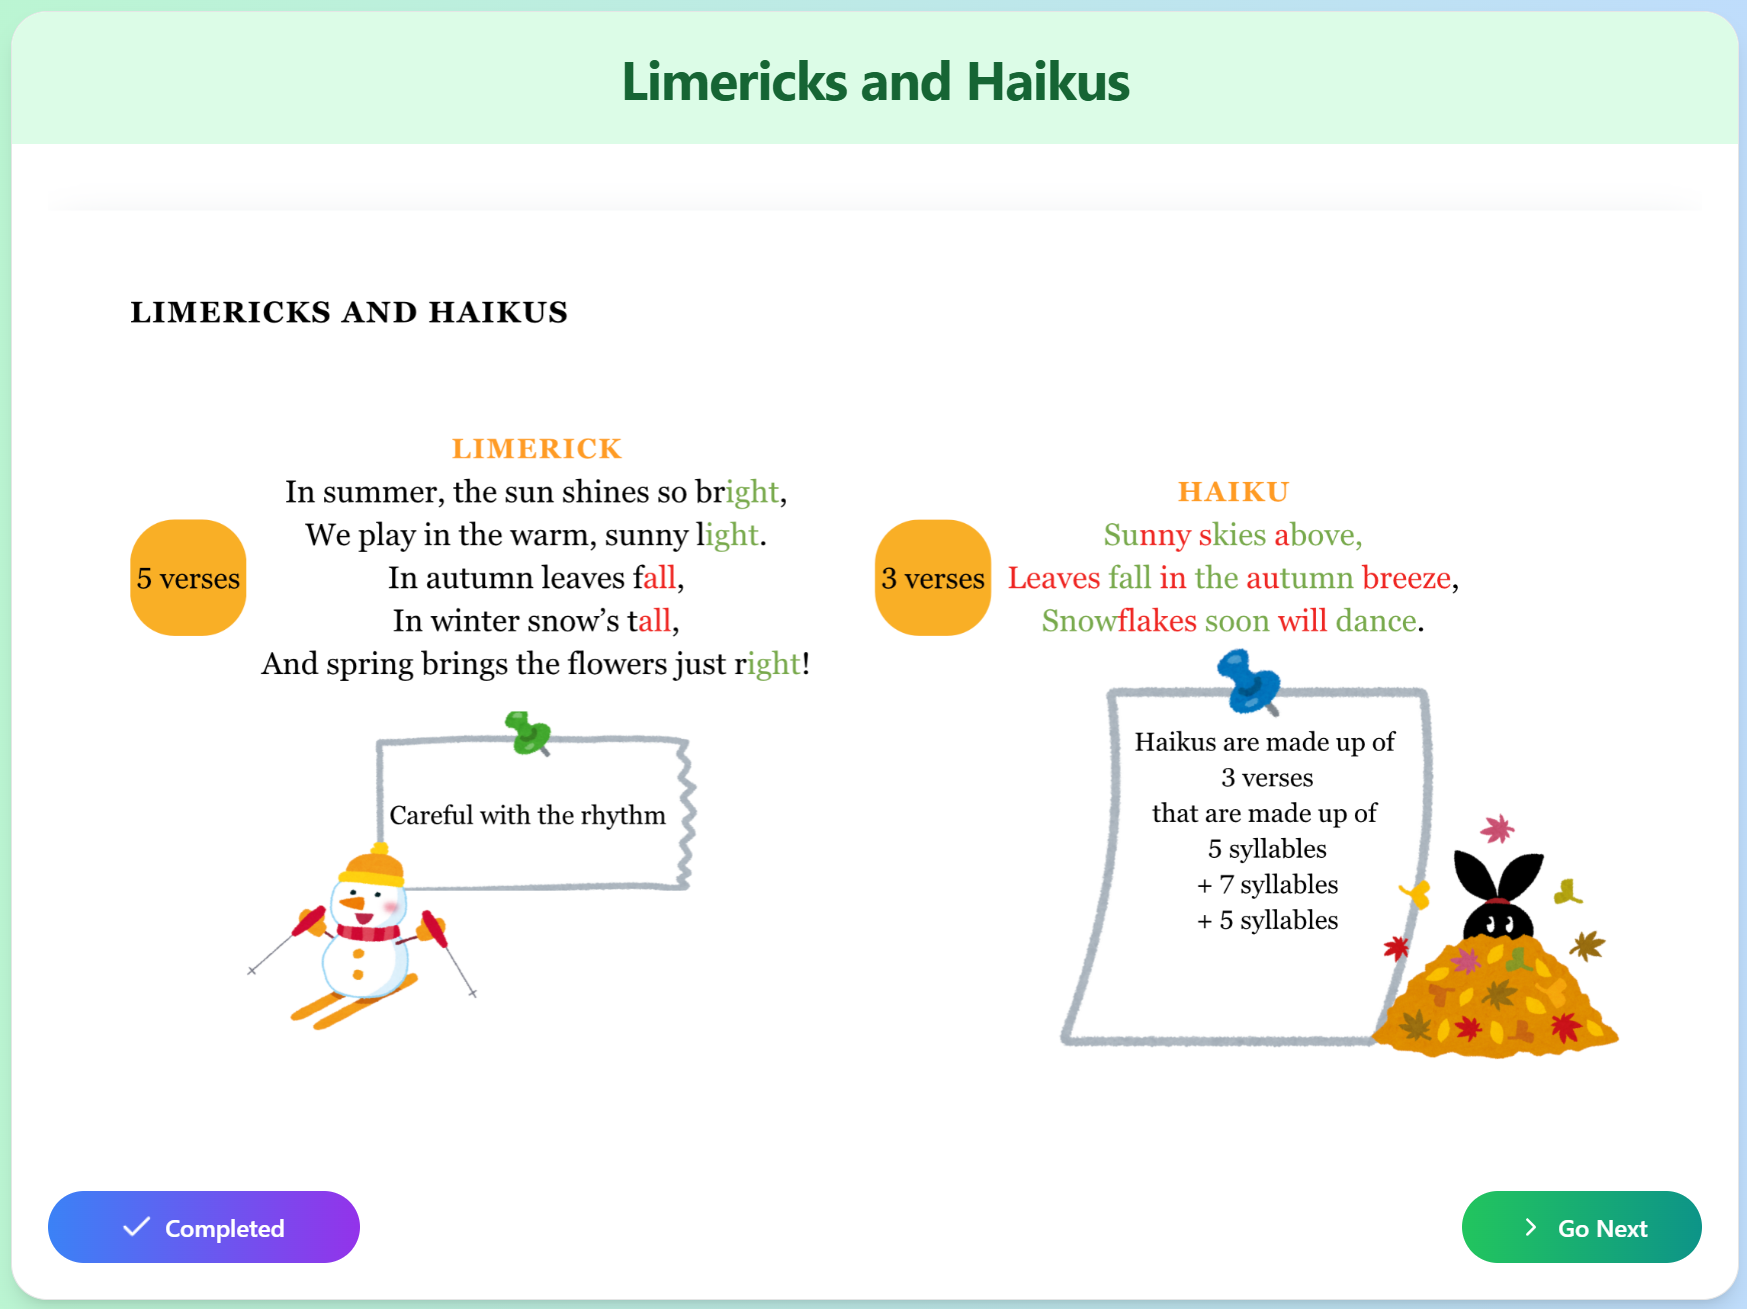 Limericks and Haikus
LIMERICKS AND HAIKUS
LIMERICK
In summer, the sun shines so bright,
We play in the warm, sunny light.
In autumn leaves fall,
In winter snow’s tall,
And spring brings the flowers just right!
5 verses
Careful with the rhythm
HAIKU
Sunny skies above,
Leaves fall in the autumn breeze,
Snowflakes soon will dance.
3 verses
Haikus are made up of
3 verses
that are made up of
5 syllables
+ 7 syllables
+ 5 syllables
Completed
Go Next